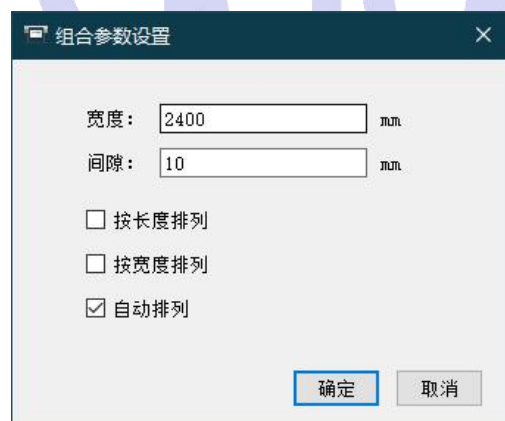 组合参数设置
宽度： 2400 mm
间隙： 10 mm
按长度排列
按宽度排列
自动排列
确定 取消